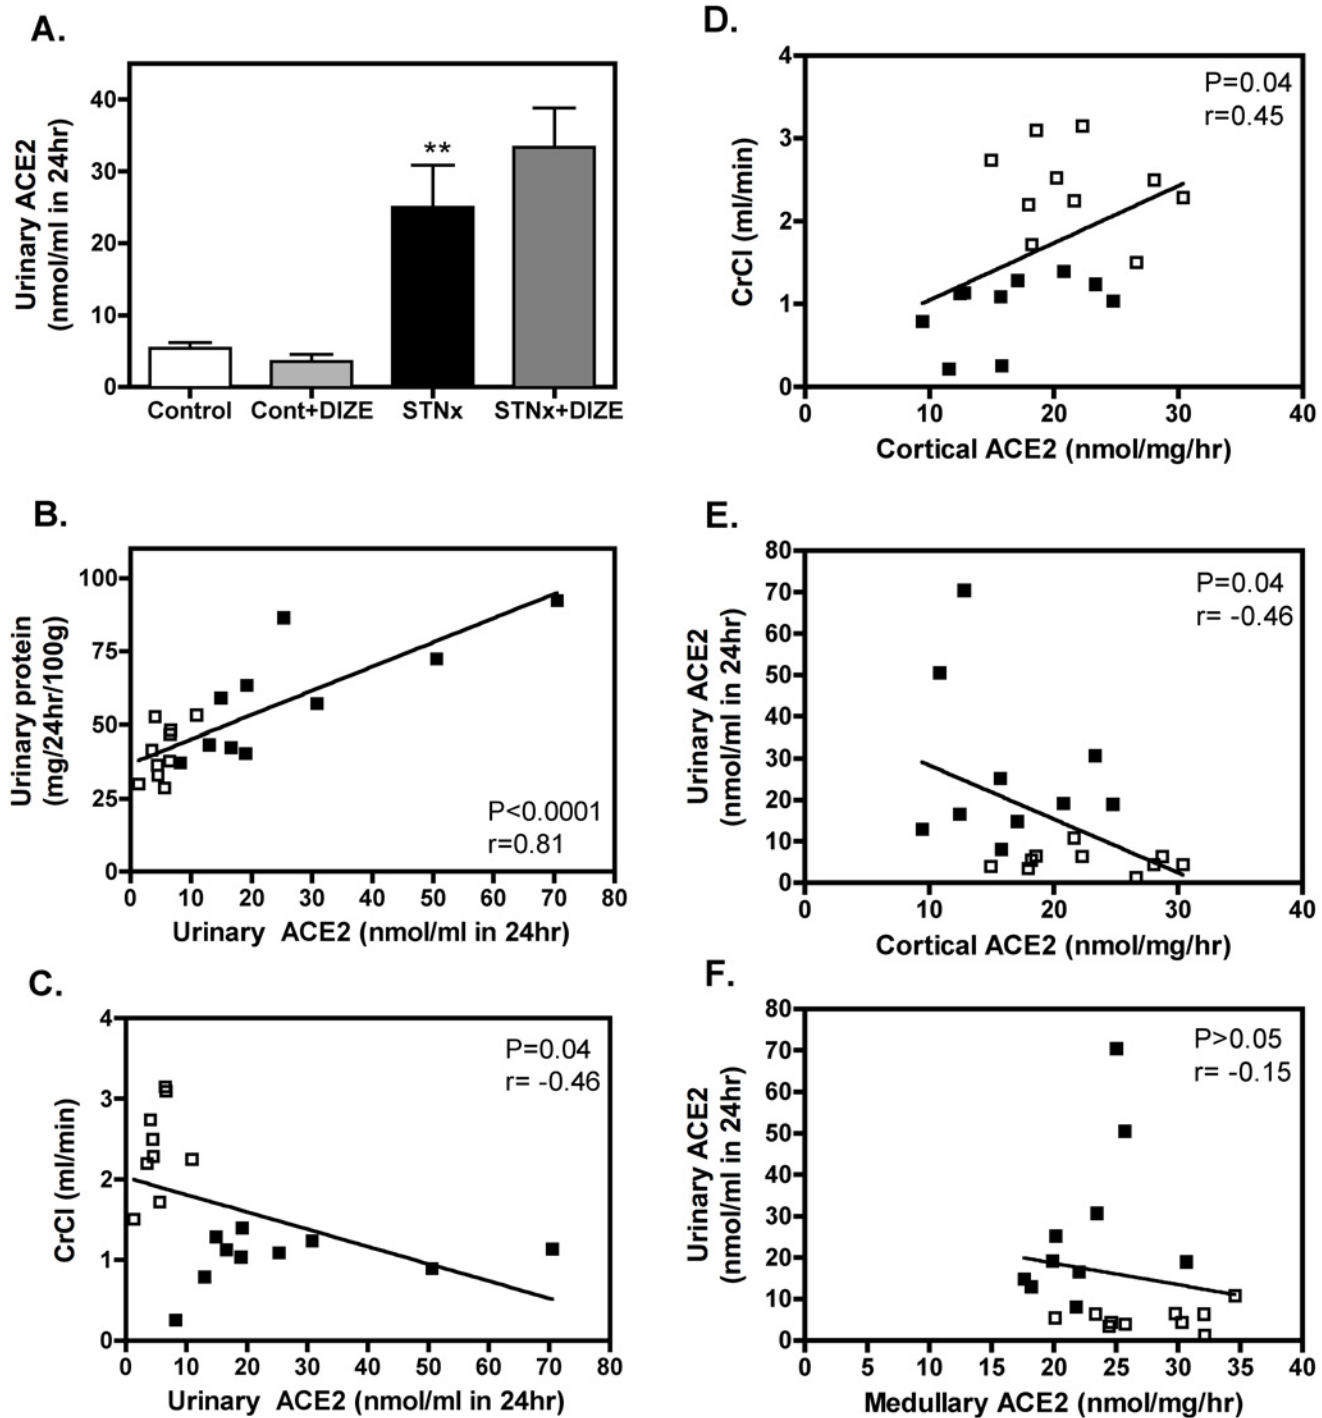 A.
Urinary ACE2
(nmol/ml in 24hr)
40
30
20
10
0
**
Control Cont+DIZE STNx STNx+DIZE
B.
Urinary protein
(mg/24hr/100g)
100
75
50
25
0
P<0.0001
r=0.81
0 10 20 30 40 50 60 70 80
Urinary ACE2 (nmol/ml in 24hr)
C.
CrCl (ml/min)
4
3
2
1
0
P=0.04
r= -0.46
0 10 20 30 40 50 60 70 80
Urinary ACE2 (nmol/ml in 24hr)
D.
CrCl (ml/min)
4
3
2
1
0
P=0.04
r=0.45
0 10 20 30 40
Cortical ACE2 (nmol/mg/hr)
E.
Urinary ACE2
(nmol/ml in 24hr)
80
70
60
50
40
30
20
10
0
P=0.04
r= -0.46
0 10 20 30 40
Cortical ACE2 (nmol/mg/hr)
F.
Urinary ACE2
(nmol/ml in 24hr)
80
70
60
50
40
30
20
10
0
P>0.05
r= -0.15
0 5 10 15 20 25 30 35 40
Medullary ACE2 (nmol/mg/hr)